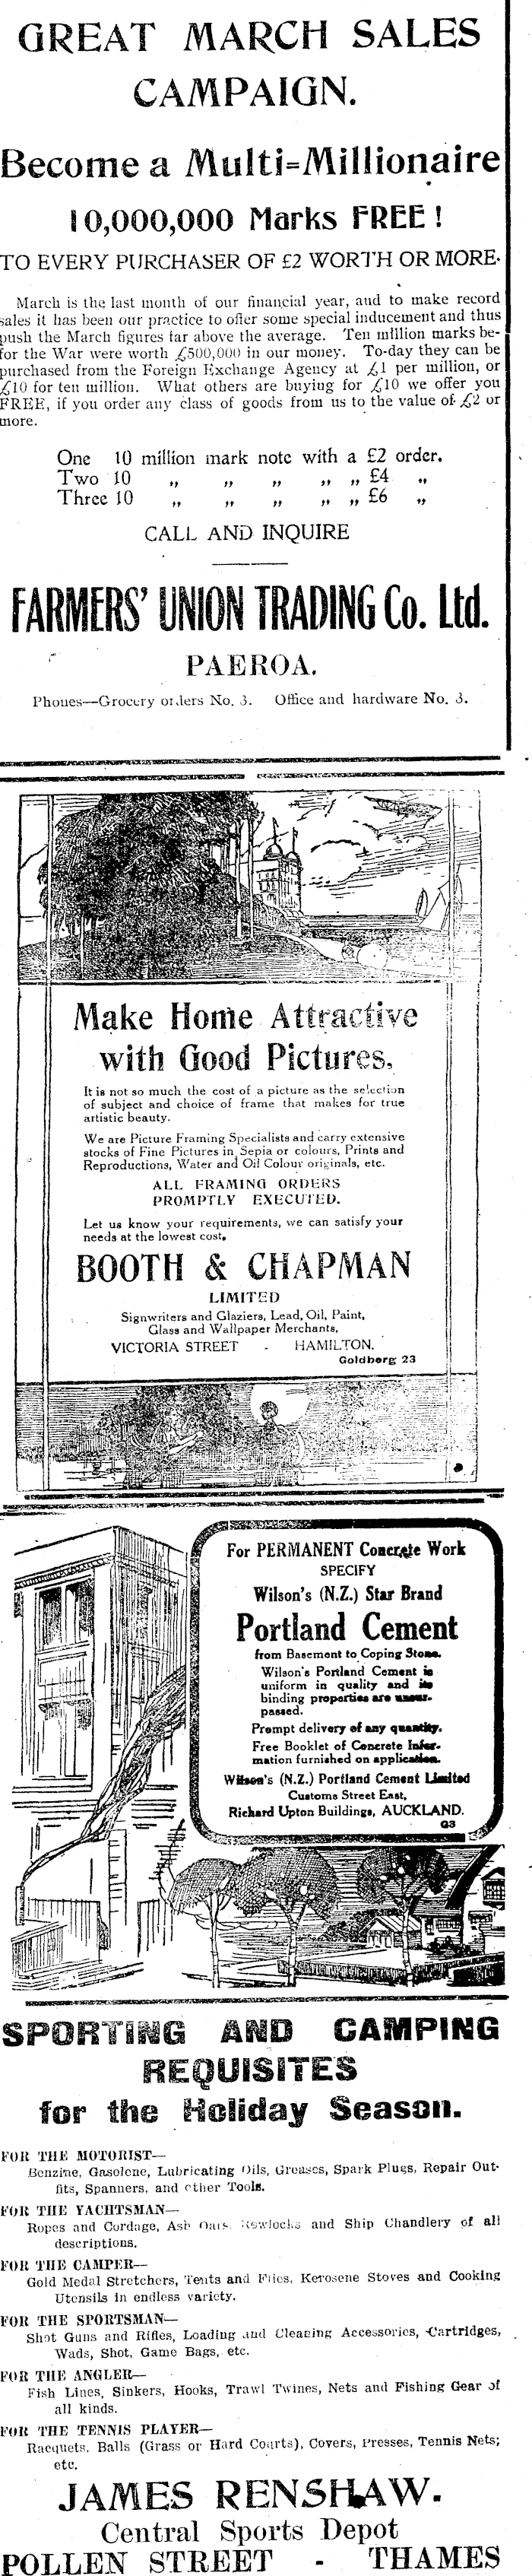 GREAT MARCH SALES
CAMPAIGN.
Become a Multi=Millionaire
10,000,000 Marks FREE !
TO EVERY PURCHASER OF £2 WORTH OR MORE.
March is the last month of our financial year, and to make record
sales it has been our practice to offer some special inducement and thus
push the March figures far above the average. Ten million marks be-
for the War were worth £500,000 in our money. To-day they can be
purchased from the Foreign Exchange Agency at £1 per million, or
£10 for ten million. What others are buying for £10 we offer you
FREE, if you order any class of goods from us to the value of £2 or
more.
One 10 million mark note with a £2 order.
Two 10 „ „ „ „ „ £4 „
Three 10 „ „ „ „ „ £6 „
CALL AND INQUIRE
FARMERS' UNION TRADING Co. Ltd.
PAEROA.
Phones—Grocery orders No. 3. Office and hardware No. 3.
Make Home Attractive
with Good Pictures.
It is not so much the cost of a picture as the selection
of subject and choice of frame that makes for true
artistic beauty.
We are Picture Framing Specialists and carry extensive
stocks of Fine Pictures in Sepia or colours, Prints and
Reproductions, Water and Oil Colour originals, etc.
ALL FRAMING ORDERS
PROMPTLY EXECUTED.
Let us know your requirements, we can satisfy your
needs at the lowest cost.
BOOTH & CHAPMAN
LIMITED
Signwriters and Glaziers, Lead, Oil, Paint,
Glass and Wallpaper Merchants,
VICTORIA STREET - HAMILTON.
Goldberg 23
For PERMANENT Concrete Work
SPECIFY
Wilson's (N.Z.) Star Brand
Portland Cement
from Basement to Coping Stone.
Wilson's Portland Cement is
uniform in quality and its
binding properties are unsur-
passed.
Prompt delivery of any quantity.
Free Booklet of Concrete Infor-
mation furnished on application.
Wilson's (N.Z.) Portland Cement Limited
Customs Street East,
Richard Upton Buildings, AUCKLAND.
G3
SPORTING AND CAMPING
REQUISITES
for the Holiday Season.
FOR THE MOTORIST—
Benzine, Gasolene, Lubricating Oils, Greases, Spark Plugs, Repair Out-
fits, Spanners, and other Tools.
FOR THE YACHTSMAN—
Ropes and Cordage, Ash Oars, Rowlocks and Ship Chandlery of all
descriptions.
FOR THE CAMPER—
Gold Medal Stretchers, Tents and Flies, Kerosene Stoves and Cooking
Utensils in endless variety.
FOR THE SPORTSMAN—
Shot Guns and Rifles, Loading and Cleaning Accessories, Cartridges,
Wads, Shot, Game Bags, etc.
FOR THE ANGLER—
Fish Lines, Sinkers, Hooks, Trawl Twines, Nets and Fishing Gear of
all kinds.
FOR THE TENNIS PLAYER—
Racquets, Balls (Grass or Hard Courts), Covers, Presses, Tennis Nets;
etc.
JAMES RENSHAW.
Central Sports Depot
POLLEN STREET - THAMES